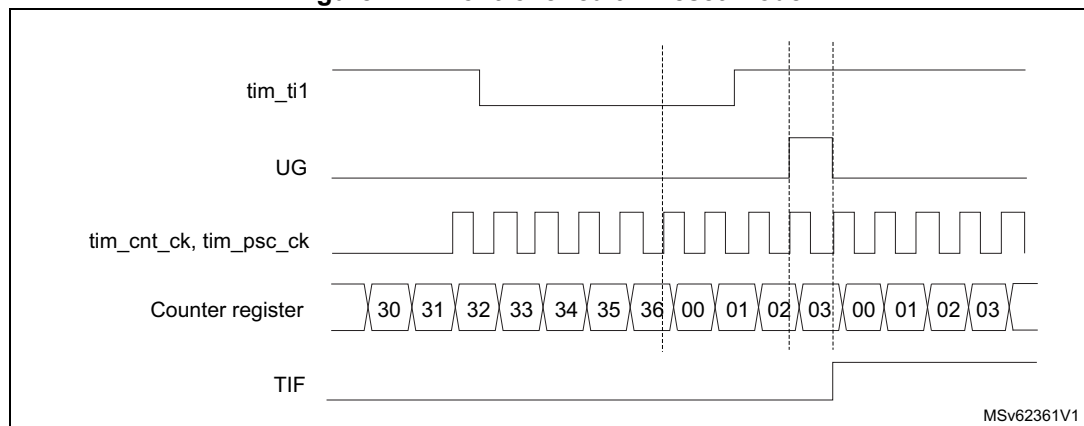 tim_ti1
UG
tim_cnt_ck, tim_psc_ck
Counter register 30 31 32 33 34 35 36 00 01 02 03 00 01 02 03
TIF
MSv62361V1